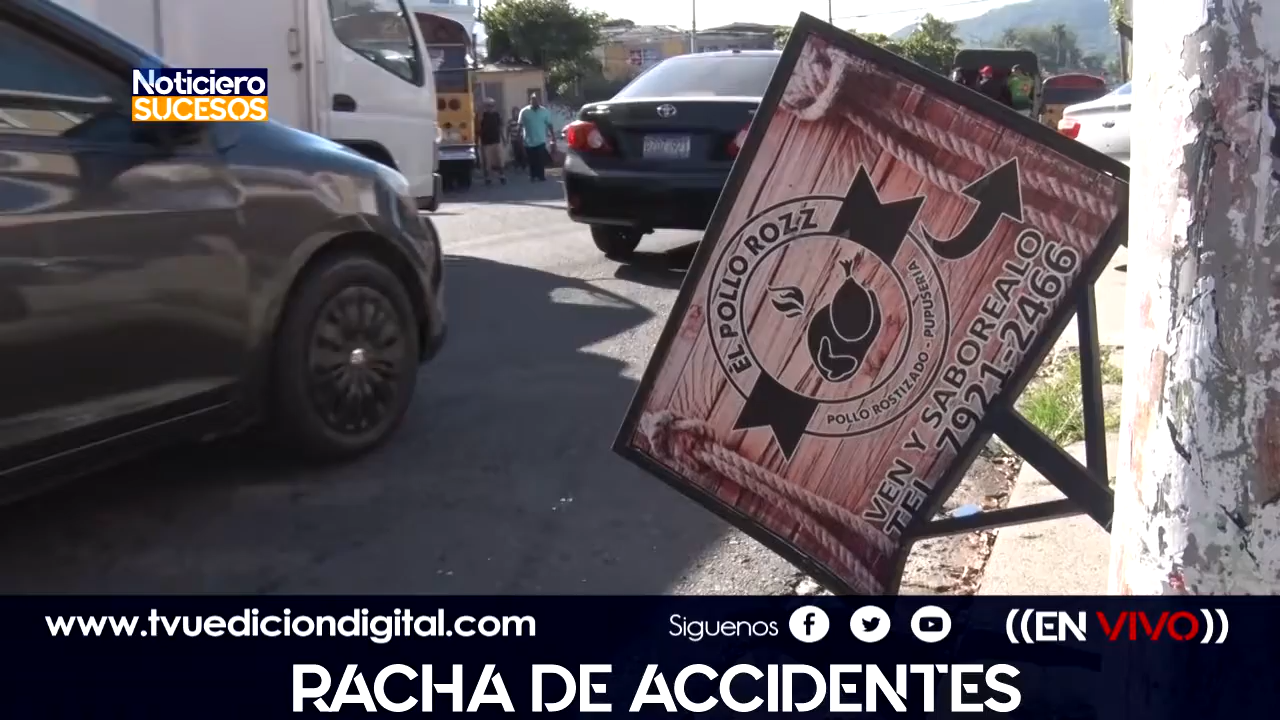 Noticiero
SUCESOS
EL POLLO ROZZ
POLLO ROSTIZADO • PUPUSERIA
VEN Y SABOREALO
TEL 7921-2466
www.tvuediciondigital.com
Siguenos
((EN VIVO))
RACHA DE ACCIDENTES